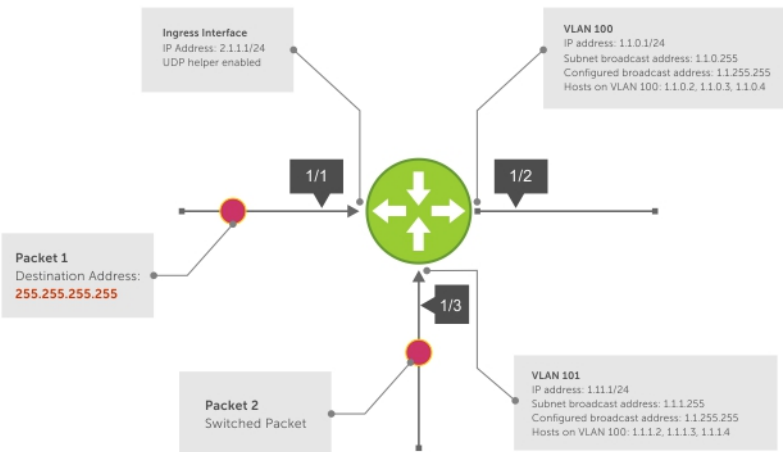 Ingress Interface
IP Address: 2.1.1.1/24
UDP helper enabled
VLAN 100
IP address: 1.1.0.1/24
Subnet broadcast address: 1.1.0.255
Configured broadcast address: 1.1.255.255
Hosts on VLAN 100: 1.1.0.2, 1.1.0.3, 1.1.0.4
1/1
1/2
Packet 1
Destination Address:
255.255.255.255
1/3
Packet 2
Switched Packet
VLAN 101
IP address: 1.11.1/24
Subnet broadcast address: 1.1.1.255
Configured broadcast address: 1.1.255.255
Hosts on VLAN 100: 1.1.1.2, 1.1.1.3, 1.1.1.4